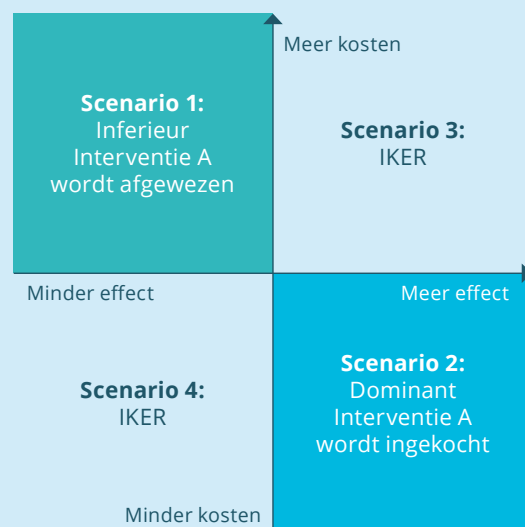 Meer kosten
Scenario 1:
Inferieur
Interventie A
wordt afgewezen
Scenario 3:
IKER
Minder effect
Meer effect
Scenario 4:
IKER
Scenario 2:
Dominant
Interventie A
wordt ingekocht
Minder kosten